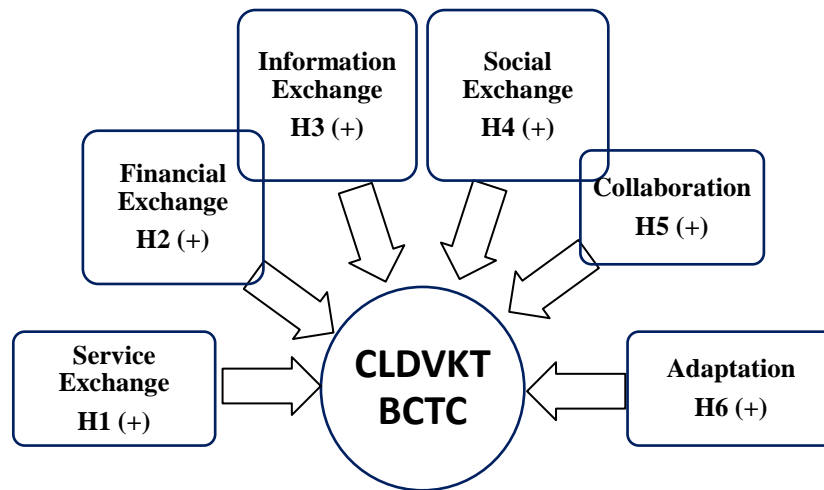 Information
Exchange
H3 (+)
Social
Exchange
H4 (+)
Financial
Exchange
H2 (+)
Collaboration
H5 (+)
Service
Exchange
H1 (+)
CLDVKT
BCTC
Adaptation
H6 (+)